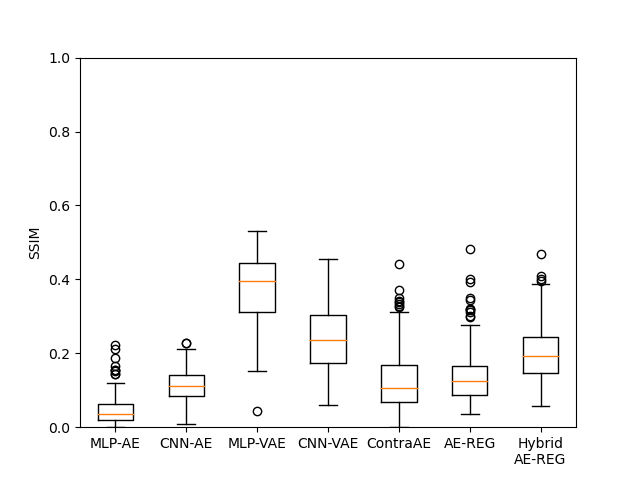 1.0
0.8
0.6
0.4
0.2
0.0
SSIM
MLP-AE
CNN-AE
MLP-VAE
CNN-VAE
ContraAE
AE-REG
Hybrid
AE-REG